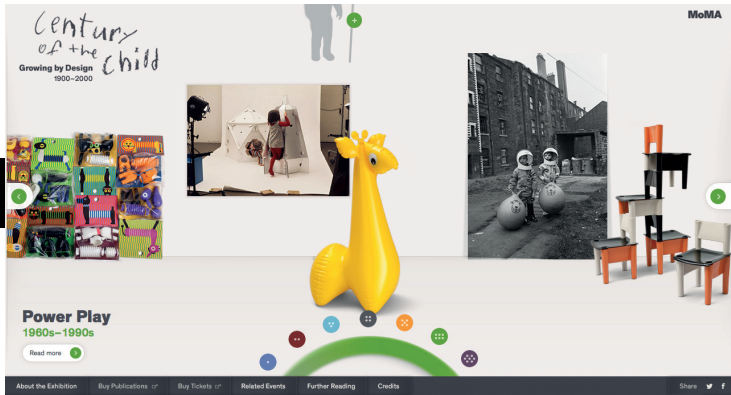 Century
of the
Child
Growing by Design
1900–2000
MoMA
Power Play
1960s–1990s
Read more
About the Exhibition
Buy Publications
Buy Tickets
Related Events
Further Reading
Credits
Share